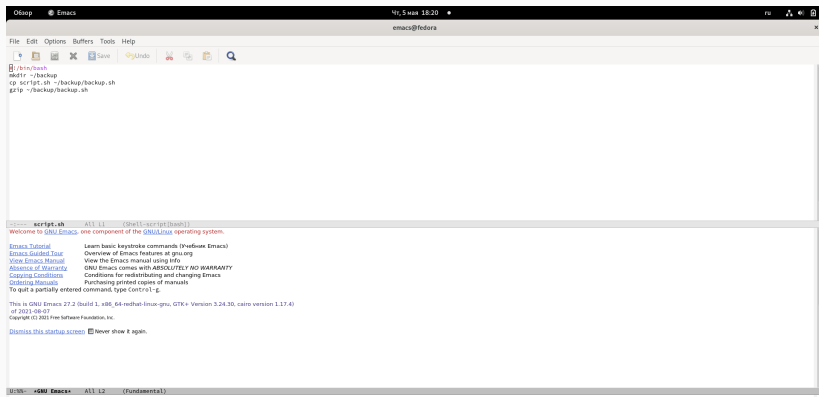 Обзор Emacs Чт, 5 мая 18:20 ru
emacs@fedora
File Edit Options Buffers Tools Help
Save Undo
#!/bin/bash
mkdir ~/backup
cp script.sh ~/backup/backup.sh
gzip ~/backup/backup.sh
-:--- script.sh All L1 (Shell-script[bash])
Welcome to GNU Emacs, one component of the GNU/Linux operating system.
Emacs Tutorial Learn basic keystroke commands (Учебник Emacs)
Emacs Guided Tour Overview of Emacs features at gnu.org
View Emacs Manual View the Emacs manual using Info
Absence of Warranty GNU Emacs comes with ABSOLUTELY NO WARRANTY
Copying Conditions Conditions for redistributing and changing Emacs
Ordering Manuals Purchasing printed copies of manuals
To quit a partially entered command, type Control-g.
This is GNU Emacs 27.2 (build 1, x86_64-redhat-linux-gnu, GTK+ Version 3.24.30, cairo version 1.17.4)
of 2021-08-07
Copyright (C) 2021 Free Software Foundation, Inc.
Dismiss this startup screen Never show it again.
U:%%- *GNU Emacs* All L2 (Fundamental)